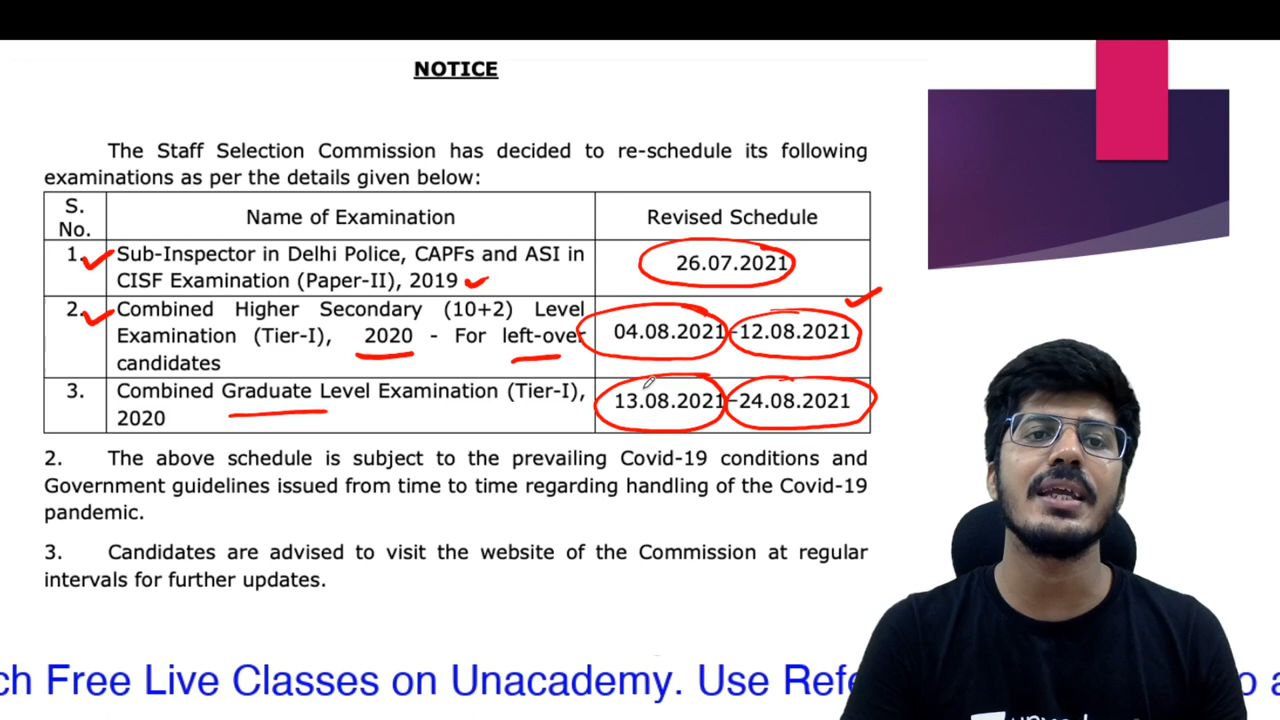 NOTICE
The Staff Selection Commission has decided to re-schedule its following
examinations as per the details given below:
S. No. Name of Examination Revised Schedule
1. Sub-Inspector in Delhi Police, CAPFs and ASI in 26.07.2021
CISF Examination (Paper-II), 2019
2. Combined Higher Secondary (10+2) Level
Examination (Tier-I), 2020 - For left-over 04.08.2021-12.08.2021
candidates
3. Combined Graduate Level Examination (Tier-I), 13.08.2021-24.08.2021
2020
2. The above schedule is subject to the prevailing Covid-19 conditions and
Government guidelines issued from time to time regarding handling of the Covid-19
pandemic.
3. Candidates are advised to visit the website of the Commission at regular
intervals for further updates.
Free Live Classes on Unacademy. Use